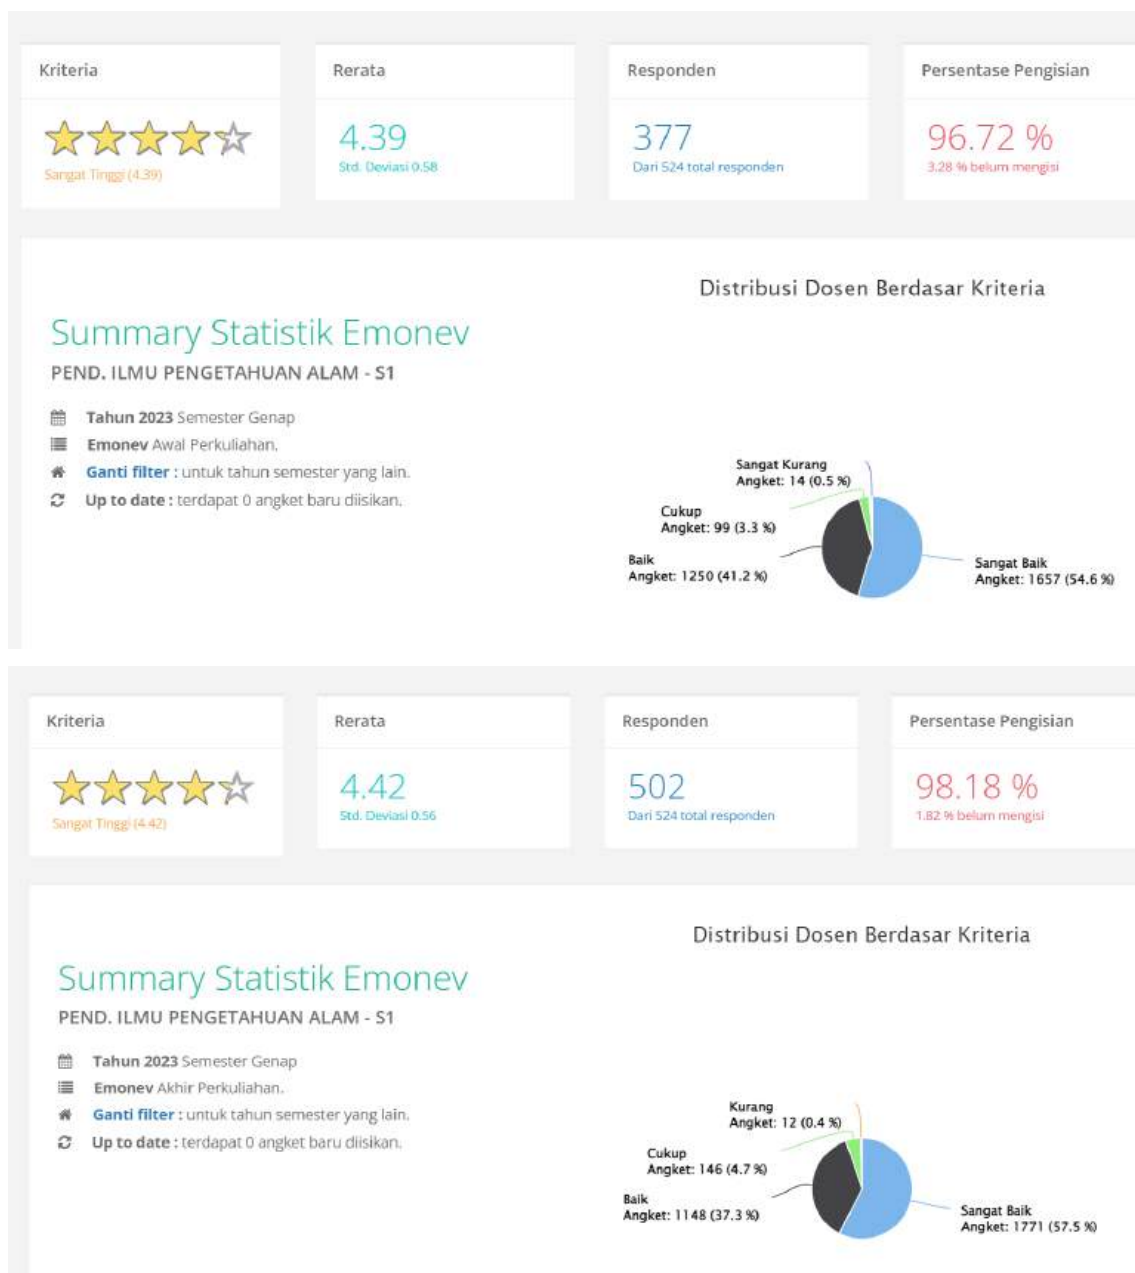 Kriteria
Rerata
Responden
Persentase Pengisian
Sangat Tinggi (4.39)
4.39
Std. Deviasi 0.58
377
Dari 524 total responden
96.72 %
3.28 % belum mengisi
Summary Statistik Emonev
PEND. ILMU PENGETAHUAN ALAM - S1
Tahun 2023 Semester Genap
Emonev Awal Perkuliahan.
Ganti filter : untuk tahun semester yang lain.
Up to date : terdapat 0 angket baru diisikan.
Distribusi Dosen Berdasar Kriteria
Sangat Kurang
Angket: 14 (0.5 %)
Cukup
Angket: 99 (3.3 %)
Baik
Angket: 1250 (41.2 %)
Sangat Baik
Angket: 1657 (54.6 %)
Kriteria
Rerata
Responden
Persentase Pengisian
Sangat Tinggi (4.42)
4.42
Std. Deviasi 0.56
502
Dari 524 total responden
98.18 %
1.82 % belum mengisi
Summary Statistik Emonev
PEND. ILMU PENGETAHUAN ALAM - S1
Tahun 2023 Semester Genap
Emonev Akhir Perkuliahan.
Ganti filter : untuk tahun semester yang lain.
Up to date : terdapat 0 angket baru diisikan.
Distribusi Dosen Berdasar Kriteria
Kurang
Angket: 12 (0.4 %)
Cukup
Angket: 146 (4.7 %)
Baik
Angket: 1148 (37.3 %)
Sangat Baik
Angket: 1771 (57.5 %)